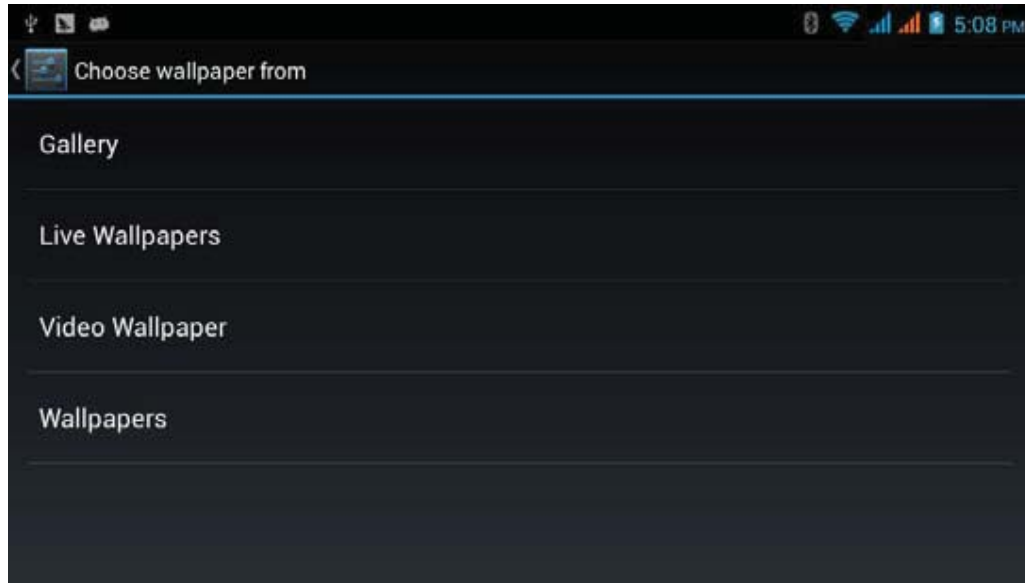 5:08 PM
Choose wallpaper from
Gallery
Live Wallpapers
Video Wallpaper
Wallpapers